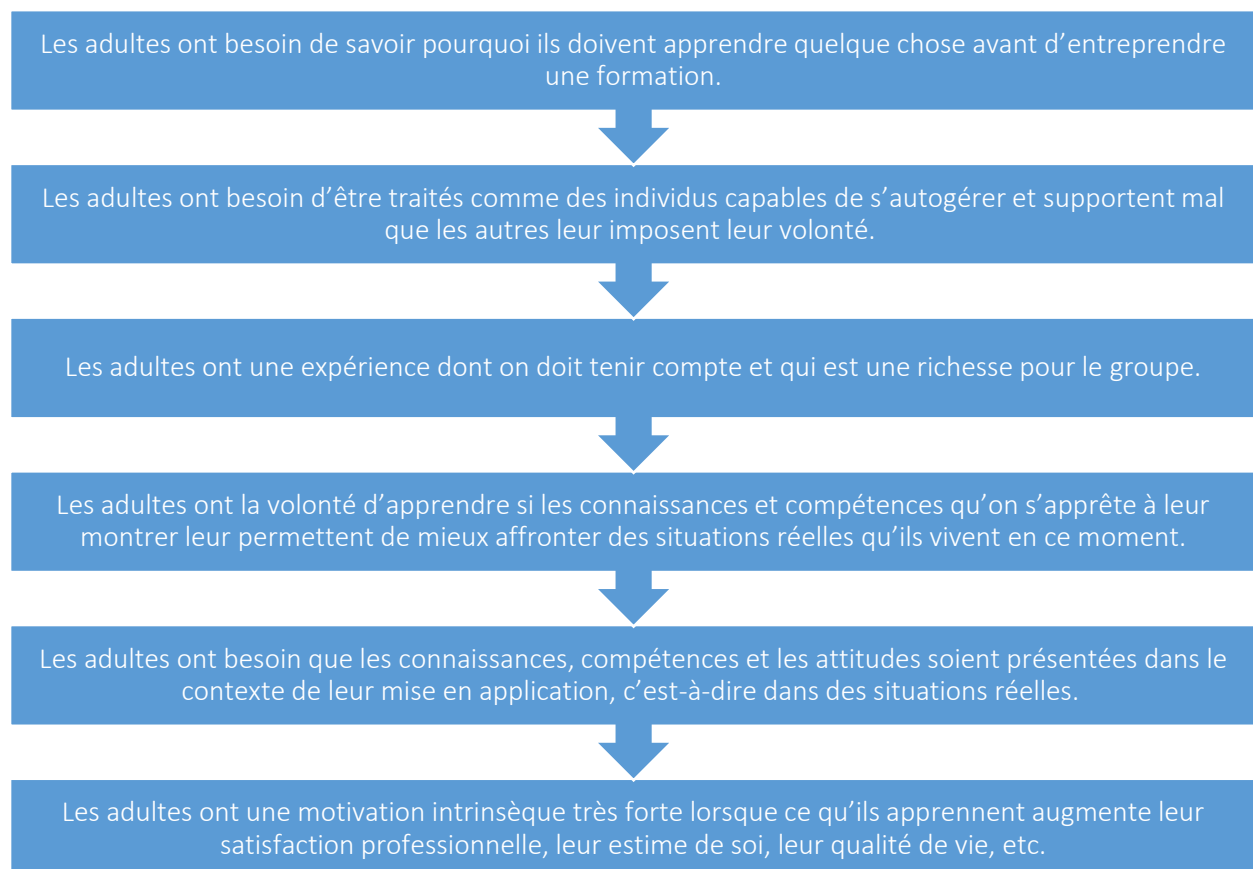 Les adultes ont besoin de savoir pourquoi ils doivent apprendre quelque chose avant d’entreprendre
une formation.
Les adultes ont besoin d’être traités comme des individus capables de s’autogérer et supportent mal
que les autres leur imposent leur volonté.
Les adultes ont une expérience dont on doit tenir compte et qui est une richesse pour le groupe.
Les adultes ont la volonté d’apprendre si les connaissances et compétences qu’on s’apprête à leur
montrer leur permettent de mieux affronter des situations réelles qu’ils vivent en ce moment.
Les adultes ont besoin que les connaissances, compétences et les attitudes soient présentées dans le
contexte de leur mise en application, c’est-à-dire dans des situations réelles.
Les adultes ont une motivation intrinsèque très forte lorsque ce qu’ils apprennent augmente leur
satisfaction professionnelle, leur estime de soi, leur qualité de vie, etc.